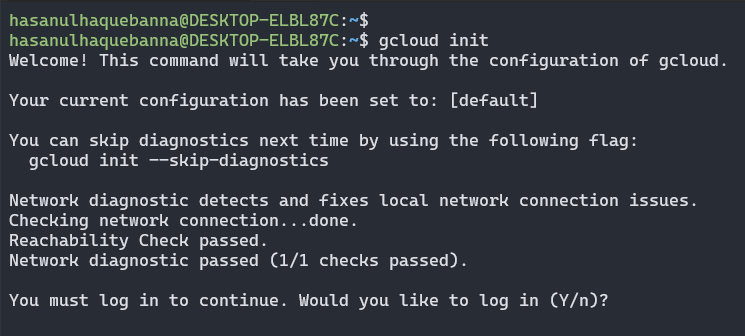 hasanulhaquebanna@DESKTOP-ELBL87C:~$
hasanulhaquebanna@DESKTOP-ELBL87C:~$ gcloud init
Welcome! This command will take you through the configuration of gcloud.
Your current configuration has been set to: [default]
You can skip diagnostics next time by using the following flag:
  gcloud init --skip-diagnostics
Network diagnostic detects and fixes local network connection issues.
Checking network connection...done.
Reachability Check passed.
Network diagnostic passed (1/1 checks passed).
You must log in to continue. Would you like to log in (Y/n)?